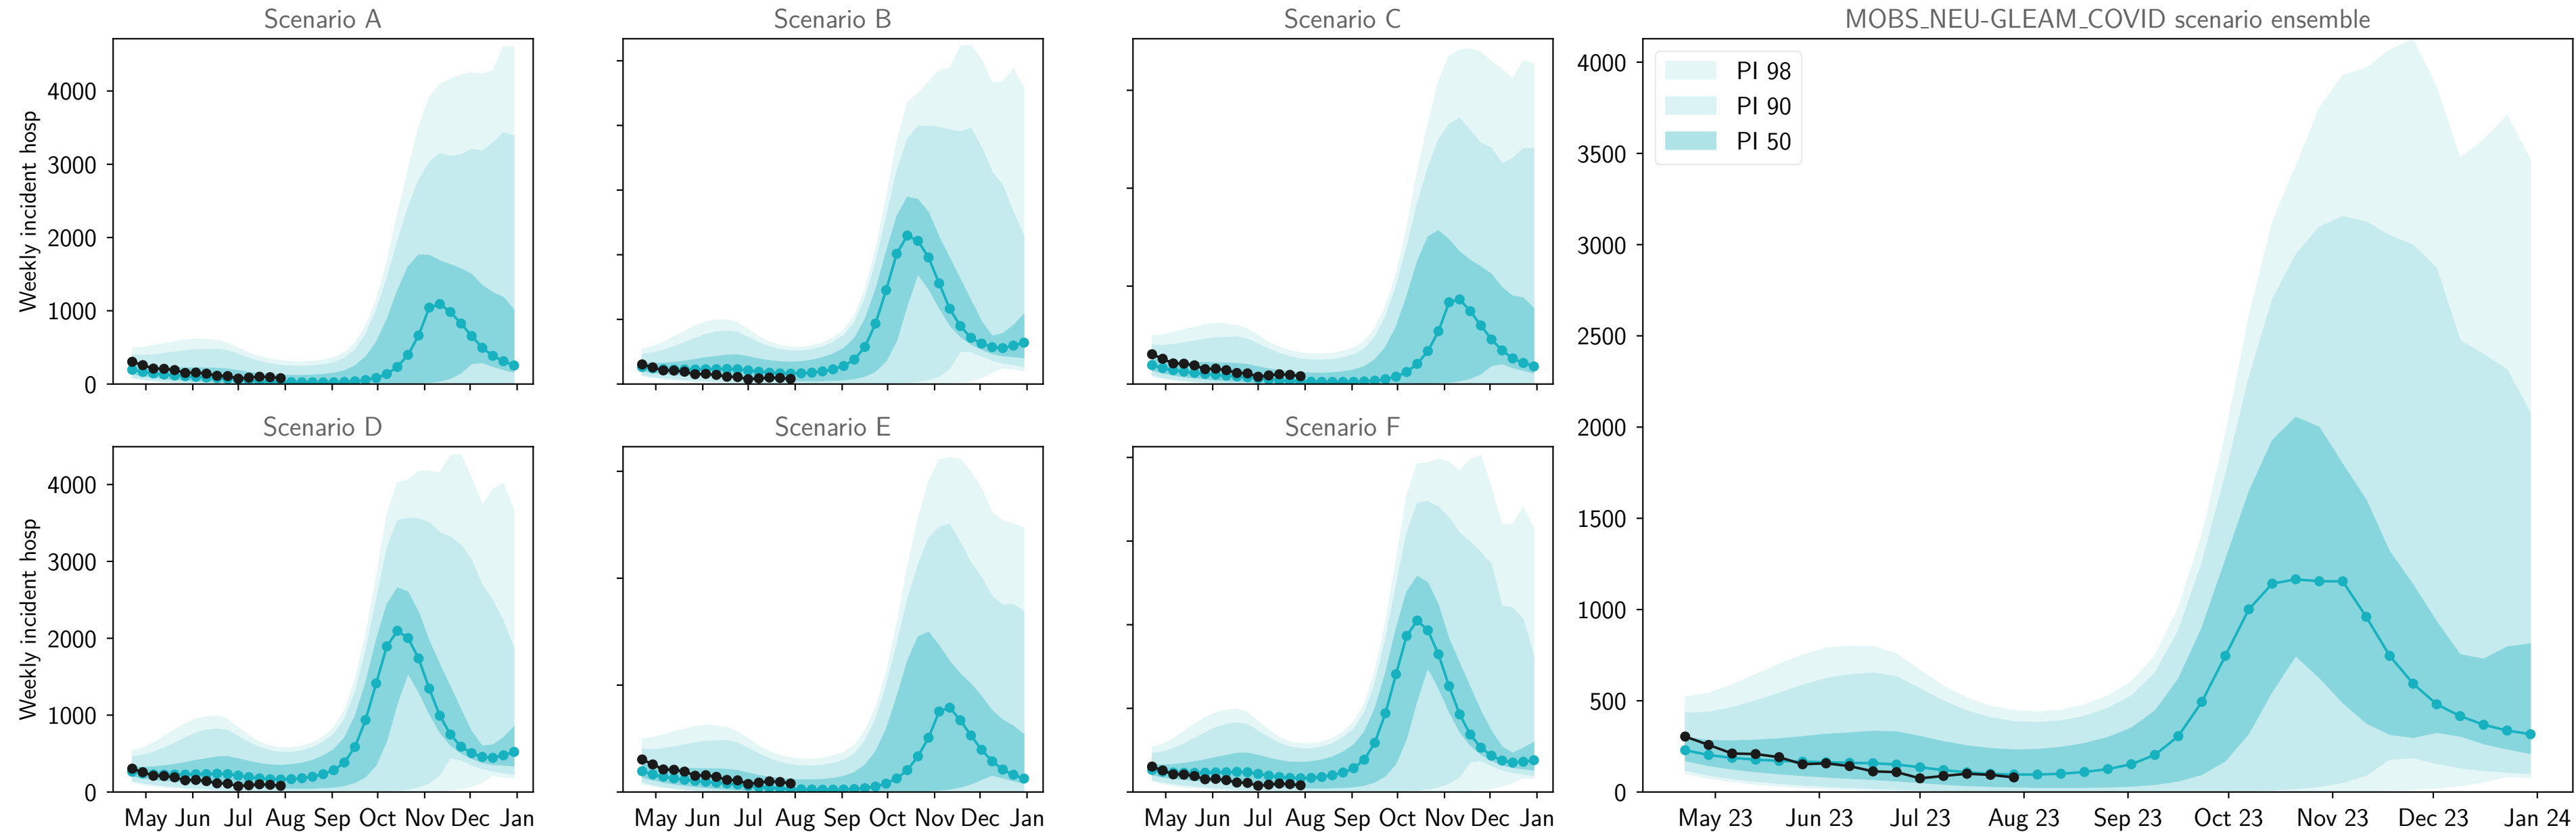 Scenario A
Scenario B
Scenario C
MOBS_NEU-GLEAM_COVID scenario ensemble
Weekly incident hosp
4000
3000
2000
1000
0
PI 98
PI 90
PI 50
4000
3500
3000
2500
2000
1500
1000
500
0
May 23 Jun 23 Jul 23 Aug 23 Sep 23 Oct 23 Nov 23 Dec 23 Jan 24
Scenario D
Scenario E
Scenario F
Weekly incident hosp
4000
3000
2000
1000
0
May Jun Jul Aug Sep Oct Nov Dec Jan
May Jun Jul Aug Sep Oct Nov Dec Jan
May Jun Jul Aug Sep Oct Nov Dec Jan